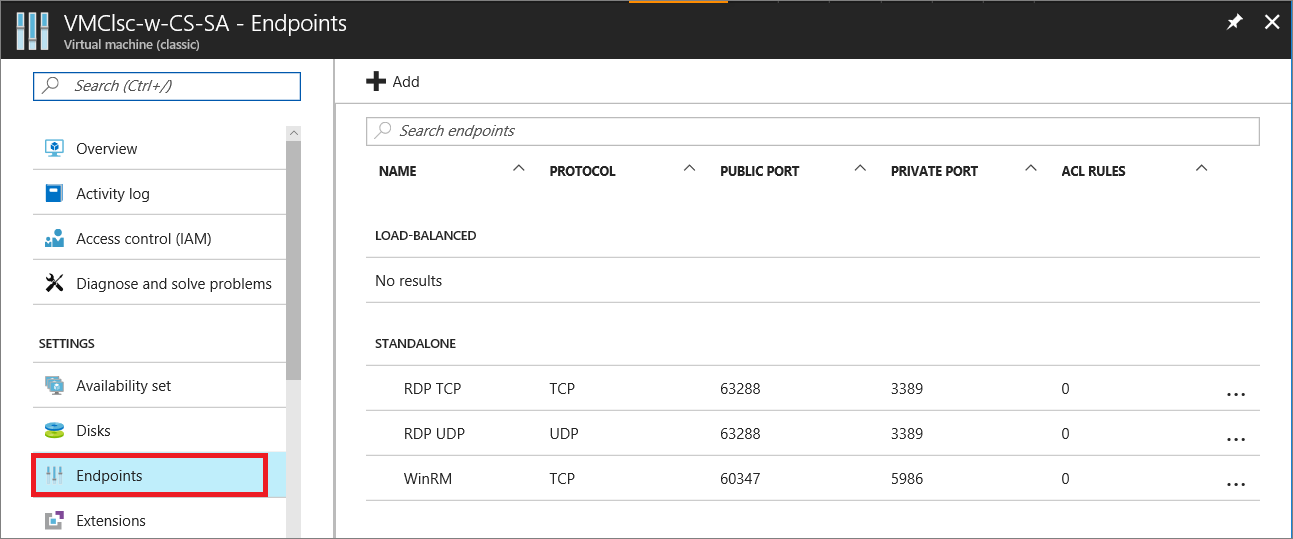 VMClsc-w-CS-SA - Endpoints
Virtual machine (classic)
Search (Ctrl+/)
Overview
Activity log
Access control (IAM)
Diagnose and solve problems
SETTINGS
Availability set
Disks
Endpoints
Extensions
Add
Search endpoints
NAME PROTOCOL PUBLIC PORT PRIVATE PORT ACL RULES
LOAD-BALANCED
No results
STANDALONE
RDP TCP TCP 63288 3389 0 ...
RDP UDP UDP 63288 3389 0 ...
WinRM TCP 60347 5986 0 ...